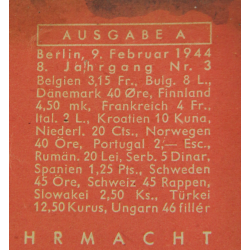 AUSGABE A
Berlin, 9. Februar 1944
8. Jahrgang Nr. 3
Belgien 3,15 Fr., Bulg. 8 L.,
Dänemark 40 Øre, Finnland
4,50 mk, Frankreich 4 Fr.,
Ital. 3 L., Kroatien 10 Kuna,
Niederl. 20 Cts., Norwegen
40 Öre, Portugal 2,— Esc.,
Rumän. 20 Lei, Serb. 5 Dinar,
Spanien 1,25 Pts., Schweden
45 Öre, Schweiz 45 Rappen,
Slowakei 2,50 Ks., Türkei
12,50 Kurus, Ungarn 46 fillér
HRMACHT